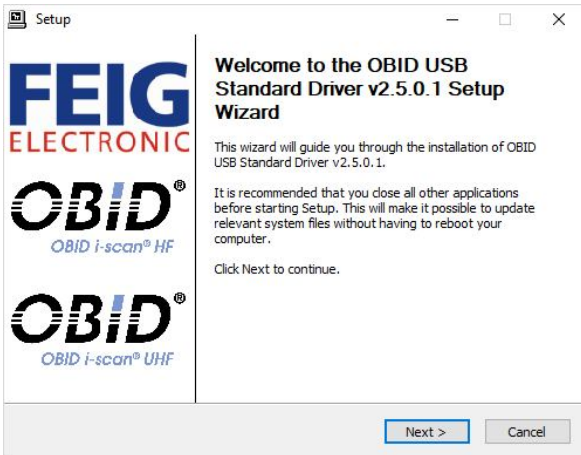 Setup
FEIG
ELECTRONIC
OBID®
OBID i-scan® HF
OBID®
OBID i-scan® UHF
Welcome to the OBID USB
Standard Driver v2.5.0.1 Setup
Wizard
This wizard will guide you through the installation of OBID
USB Standard Driver v2.5.0.1.
It is recommended that you close all other applications
before starting Setup. This will make it possible to update
relevant system files without having to reboot your
computer.
Click Next to continue.
Next >
Cancel